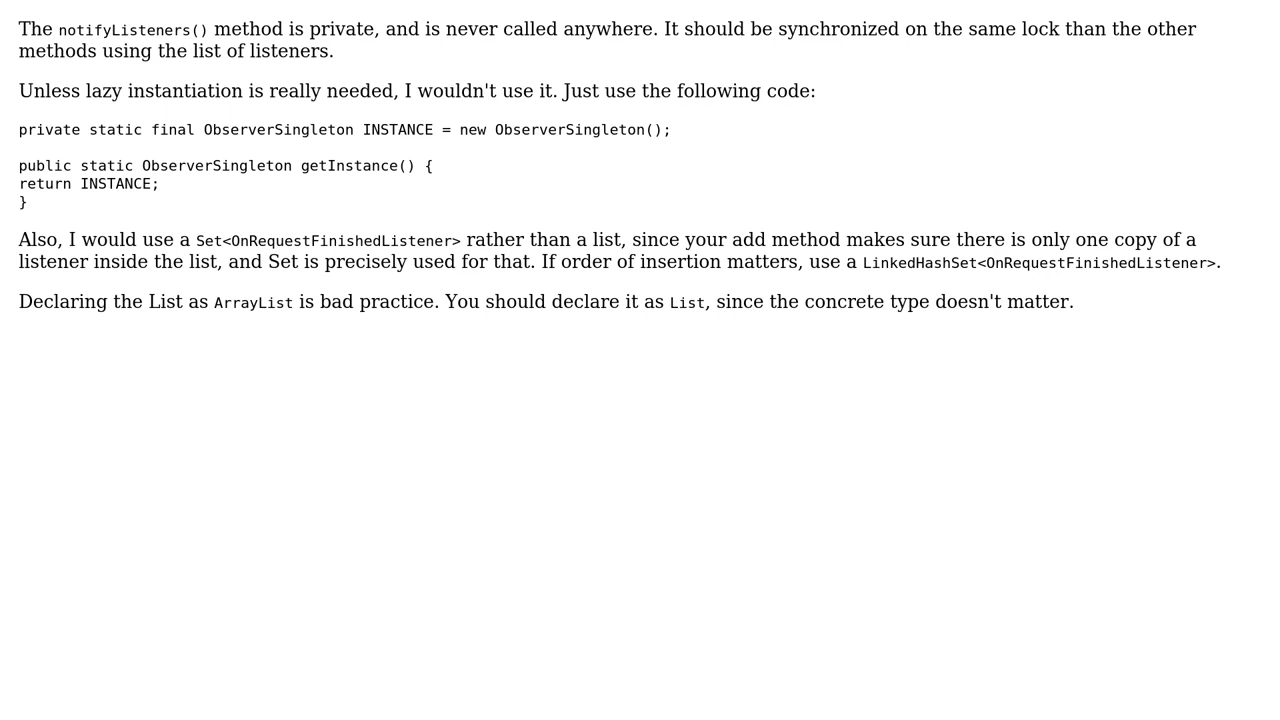 The notifyListeners() method is private, and is never called anywhere. It should be synchronized on the same lock than the other
methods using the list of listeners.
Unless lazy instantiation is really needed, I wouldn't use it. Just use the following code:
private static final ObserverSingleton INSTANCE = new ObserverSingleton();
public static ObserverSingleton getInstance() {
return INSTANCE;
}
Also, I would use a Set<OnRequestFinishedListener> rather than a list, since your add method makes sure there is only one copy of a
listener inside the list, and Set is precisely used for that. If order of insertion matters, use a LinkedHashSet<OnRequestFinishedListener>.
Declaring the List as ArrayList is bad practice. You should declare it as List, since the concrete type doesn't matter.